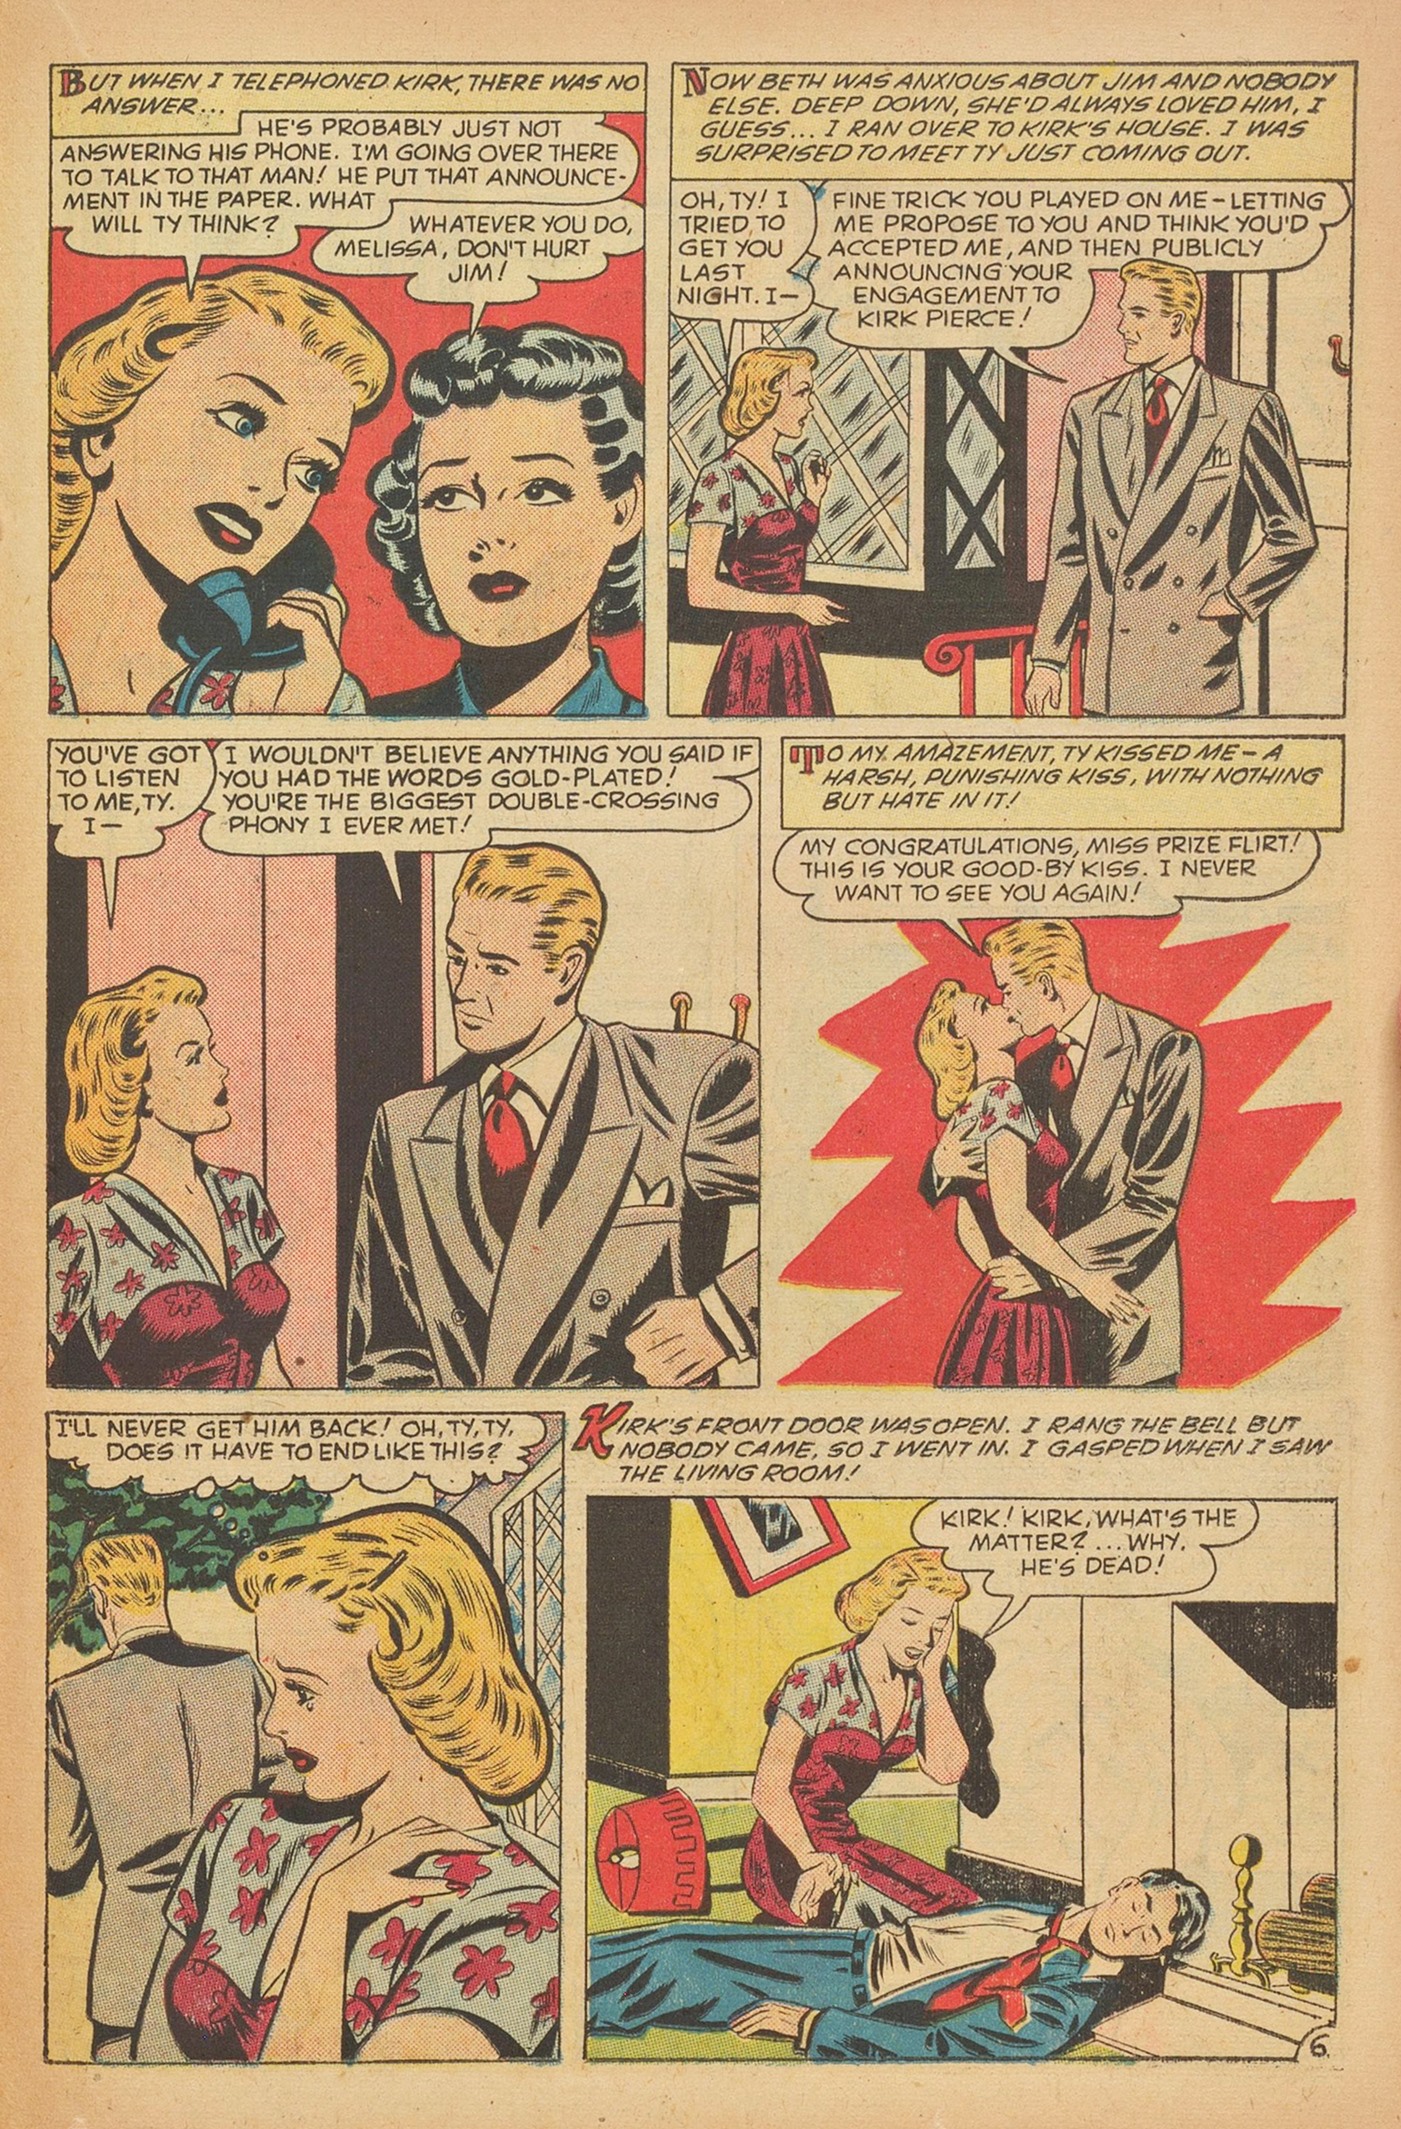 BUT WHEN I TELEPHONED KIRK, THERE WAS NO
ANSWER...
HE'S PROBABLY JUST NOT
ANSWERING HIS PHONE. I'M GOING OVER THERE
TO TALK TO THAT MAN! HE PUT THAT ANNOUNCE-
MENT IN THE PAPER. WHAT
WILL TY THINK?
WHATEVER YOU DO,
MELISSA, DON'T HURT
JIM!
NOW BETH WAS ANXIOUS ABOUT JIM AND NOBODY
ELSE. DEEP DOWN, SHE'D ALWAYS LOVED HIM, I
GUESS... I RAN OVER TO KIRK'S HOUSE. I WAS
SURPRISED TO MEET TY JUST COMING OUT.
OH, TY! I
TRIED TO
GET YOU
LAST
NIGHT. I—
FINE TRICK YOU PLAYED ON ME – LETTING
ME PROPOSE TO YOU AND THINK YOU'D
ACCEPTED ME, AND THEN PUBLICLY
ANNOUNCING YOUR
ENGAGEMENT TO
KIRK PIERCE!
YOU'VE GOT
TO LISTEN
TO ME, TY.
I—
I WOULDN'T BELIEVE ANYTHING YOU SAID IF
YOU HAD THE WORDS GOLD-PLATED!
YOU'RE THE BIGGEST DOUBLE-CROSSING
PHONY I EVER MET!
TO MY AMAZEMENT, TY KISSED ME – A
HARSH, PUNISHING KISS, WITH NOTHING
BUT HATE IN IT!
MY CONGRATULATIONS, MISS PRIZE FLIRT!
THIS IS YOUR GOOD-BY KISS. I NEVER
WANT TO SEE YOU AGAIN!
I'LL NEVER GET HIM BACK! OH, TY, TY,
DOES IT HAVE TO END LIKE THIS?
KIRK'S FRONT DOOR WAS OPEN. I RANG THE BELL BUT
NOBODY CAME, SO I WENT IN. I GASPED WHEN I SAW
THE LIVING ROOM!
KIRK! KIRK, WHAT'S THE
MATTER? ...WHY.
HE'S DEAD!
6